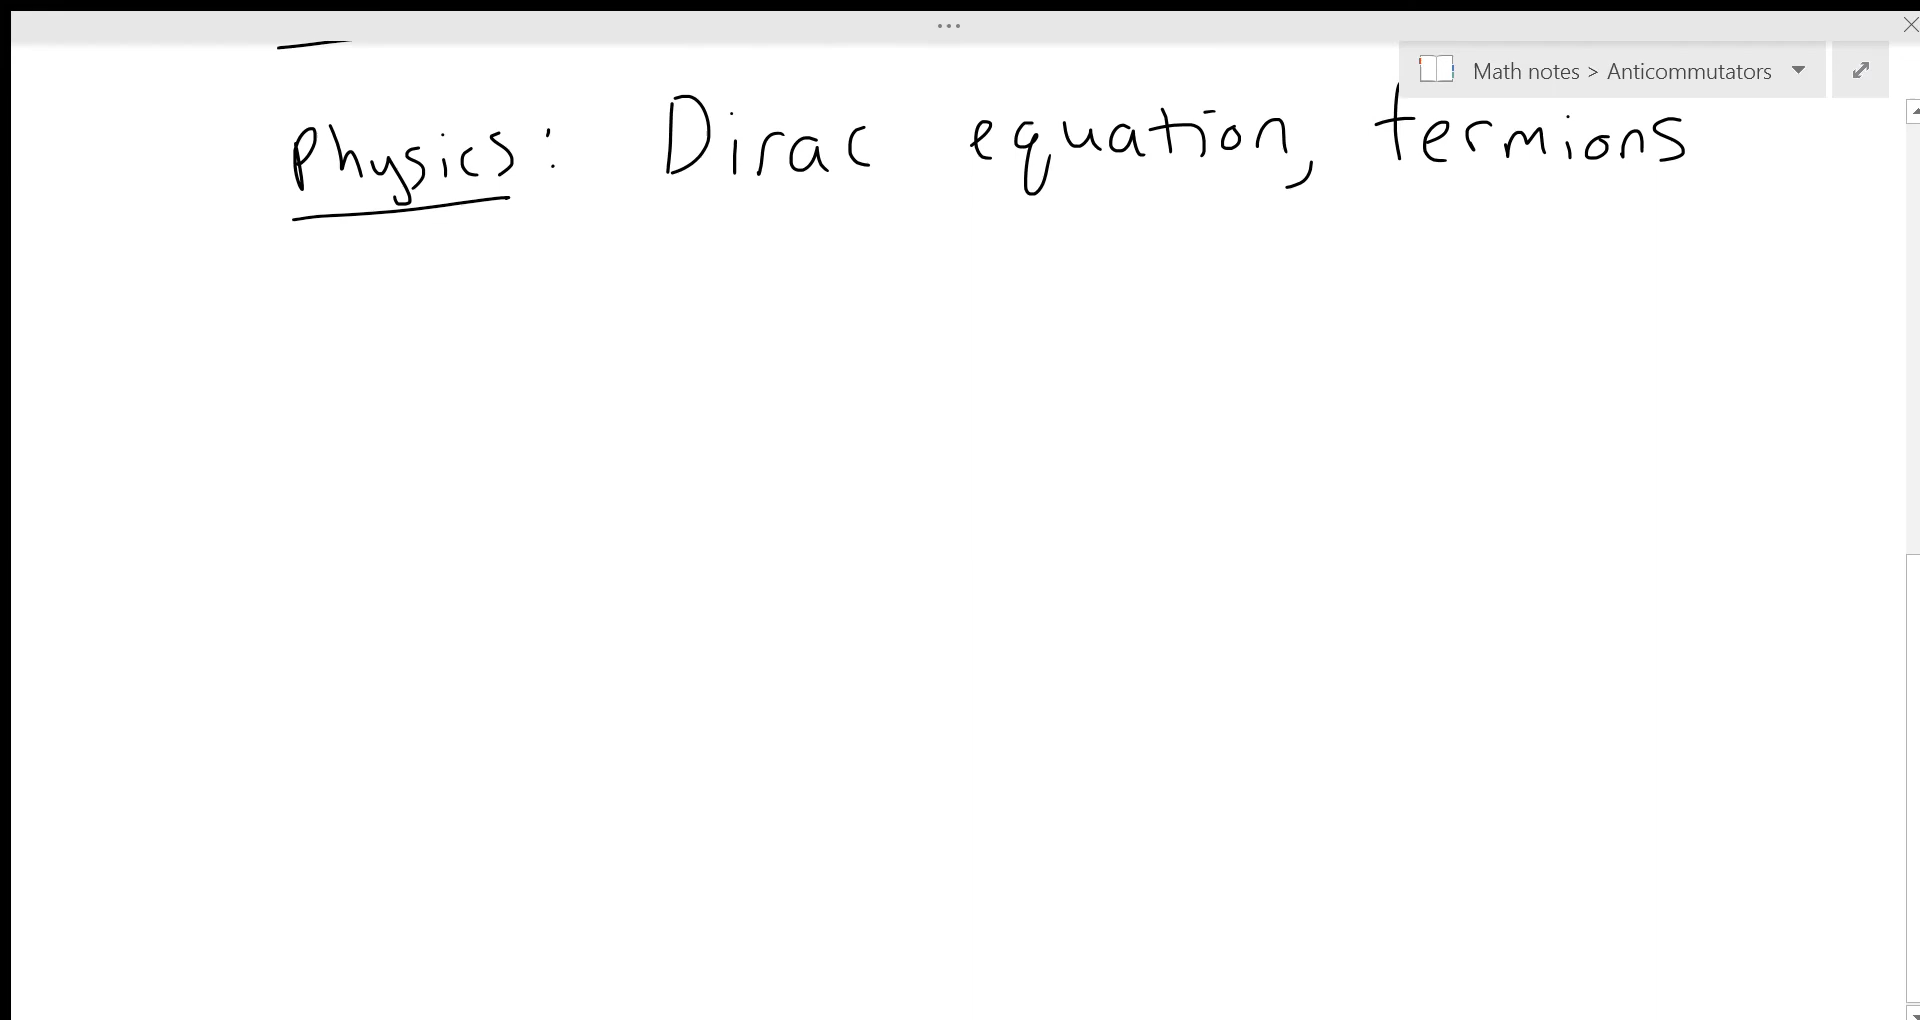 Math notes > Anticommutators
Physics: Dirac equation, fermions